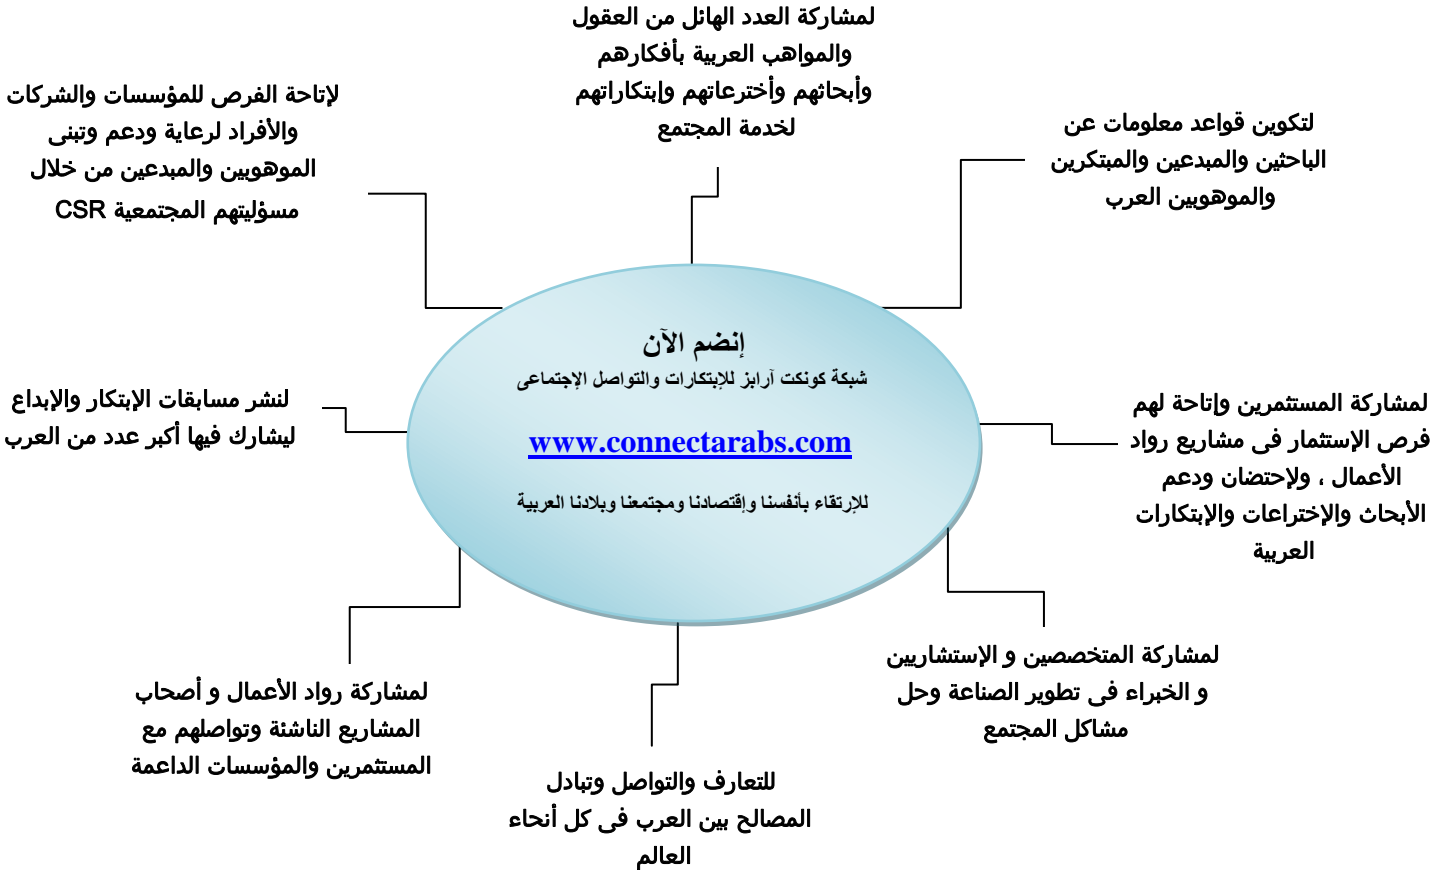 لمشاركة العدد الهائل من العقول
والمواهب العربية بأفكارهم
وأبحاثهم وأخترعاتهم وإبتكاراتهم
لخدمة المجتمع
لتكوين قواعد معلومات عن
الباحثين والمبدعين والمبتكرين
والموهوبين العرب
لإتاحة الفرص للمؤسسات والشركات
والأفراد لرعاية ودعم وتبنى
الموهوبين والمبدعين من خلال
مسؤليتهم المجتمعية CSR
إنضم الآن
شبكة كونكت آرابز للإبتكارات والتواصل الإجتماعى
www.connectarabs.com
للإرتقاء بأنفسنا وإقتصادنا ومجتمعنا وبلادنا العربية
لمشاركة المستثمرين وإتاحة لهم
فرص الإستثمار فى مشاريع رواد
الأعمال ، ولإحتضان ودعم
الأبحاث والإختراعات والإبتكارات
العربية
لنشر مسابقات الإبتكار والإبداع
ليشارك فيها أكبر عدد من العرب
لمشاركة المتخصصين و الإستشاريين
و الخبراء فى تطوير الصناعة وحل
مشاكل المجتمع
للتعارف والتواصل وتبادل
المصالح بين العرب فى كل أنحاء
العالم
لمشاركة رواد الأعمال و أصحاب
المشاريع الناشئة وتواصلهم مع
المستثمرين والمؤسسات الداعمة